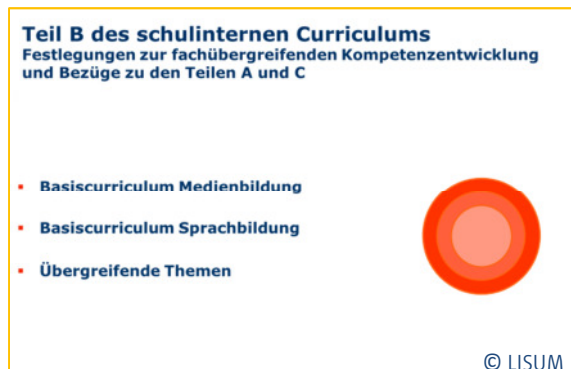 Teil B des schulinternen Curriculums
Festlegungen zur fachübergreifenden Kompetenzentwicklung
und Bezüge zu den Teilen A und C
Basiscurriculum Medienbildung
Basiscurriculum Sprachbildung
Übergreifende Themen
© LISUM